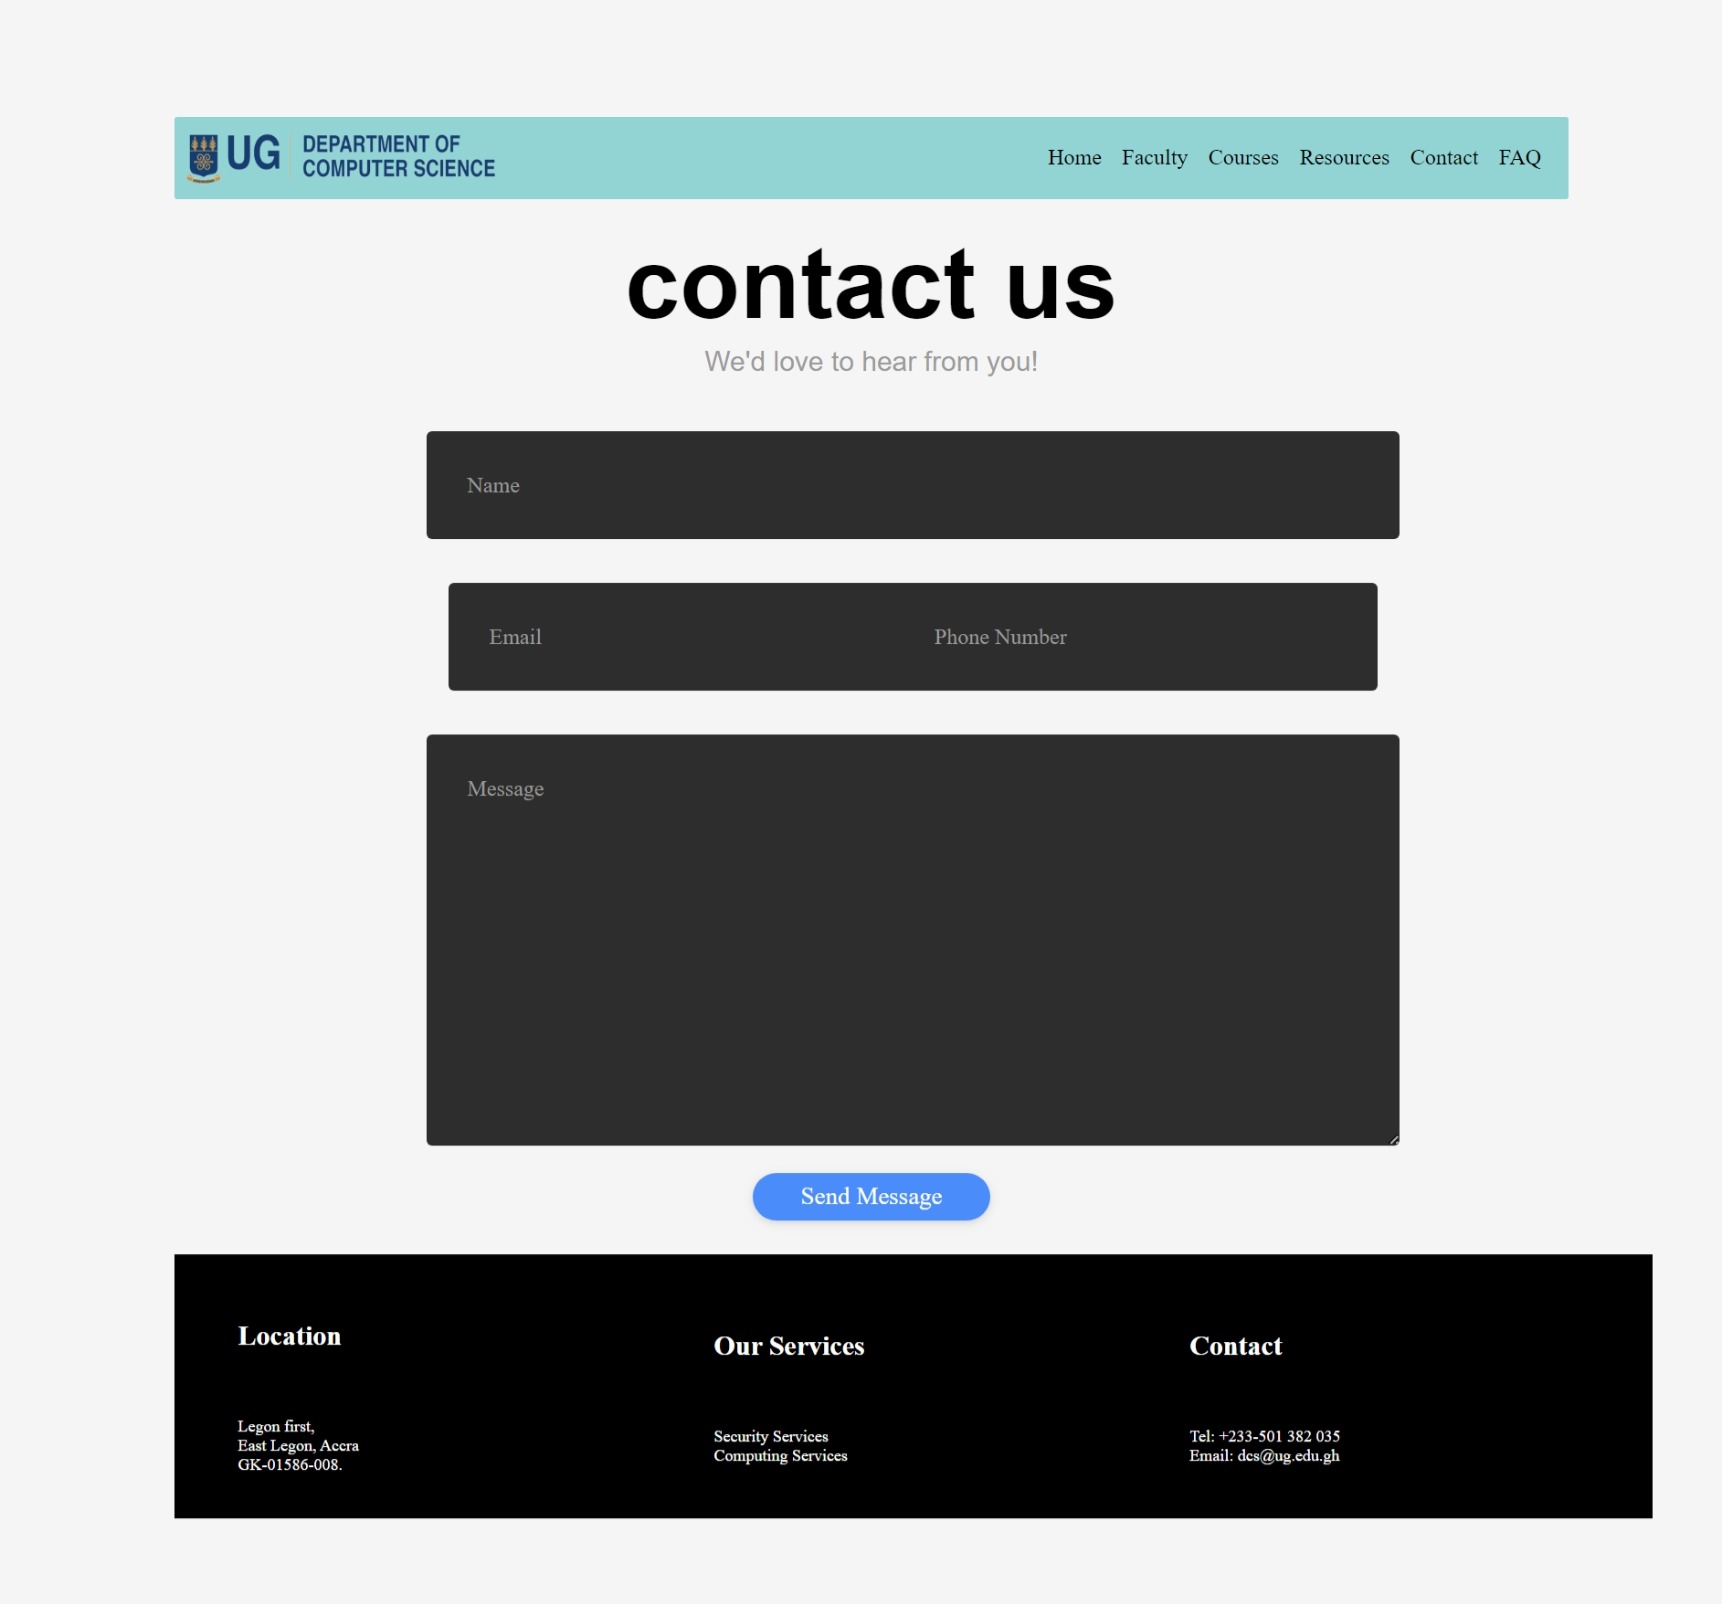 UG
DEPARTMENT OF
COMPUTER SCIENCE
Home Faculty Courses Resources Contact FAQ
contact us
We'd love to hear from you!
Name
Email
Phone Number
Message
Send Message
Location
Legon first,
East Legon, Accra
GK-01586-008.
Our Services
Security Services
Computing Services
Contact
Tel: +233-501 382 035
Email: dcs@ug.edu.gh